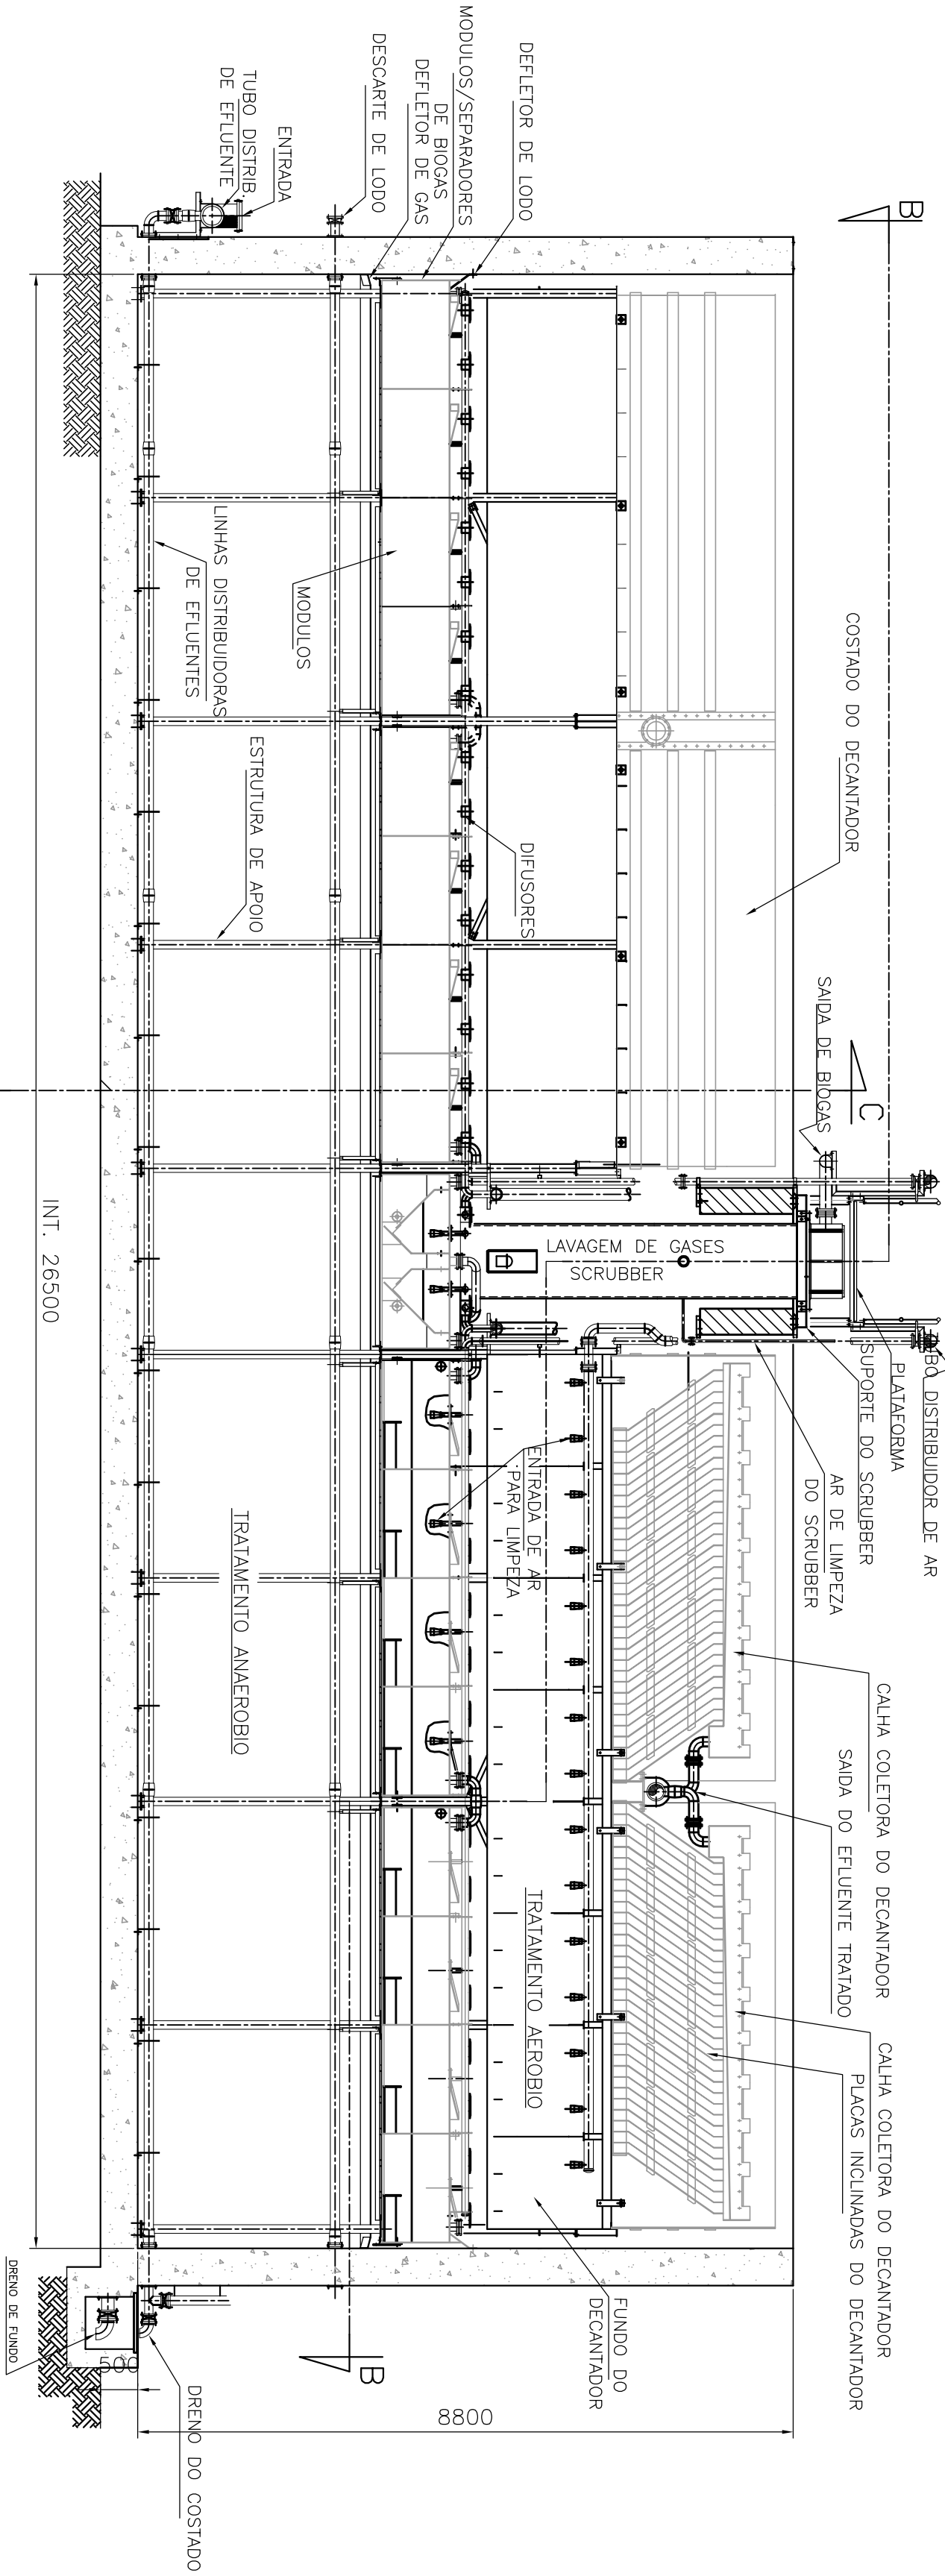 B
DEFLETOR DE LODO
MODULOS/SEPARADORES
DE BIOGAS
DEFLETOR DE GAS
DESCARTE DE LODO
ENTRADA
TUBO DISTRIB.
DE EFLUENTE
LINHAS DISTRIBUIDORAS
DE EFLUENTES
MODULOS
ESTRUTURA DE APOIO
DIFUSORES
COSTADO DO DECANTADOR
SAIDA DE BIOGAS
C
INT. 26500
LAVAGEM DE GASES
SCRUBBER
BO DISTRIBUIDOR DE AR
PLATAFORMA
SUPORTE DO SCRUBBER
AR DE LIMPEZA
DO SCRUBBER
ENTRADA DE AR
PARA LIMPEZA
TRATAMENTO ANAEROBIO
TRATAMENTO AEROBIO
CALHA COLETORA DO DECANTADOR
SAIDA DO EFLUENTE TRATADO
CALHA COLETORA DO DECANTADOR
PLACAS INCLINADAS DO DECANTADOR
FUNDO DO
DECANTADOR
B
8800
500
DRENO DO COSTADO
DRENO DE FUNDO